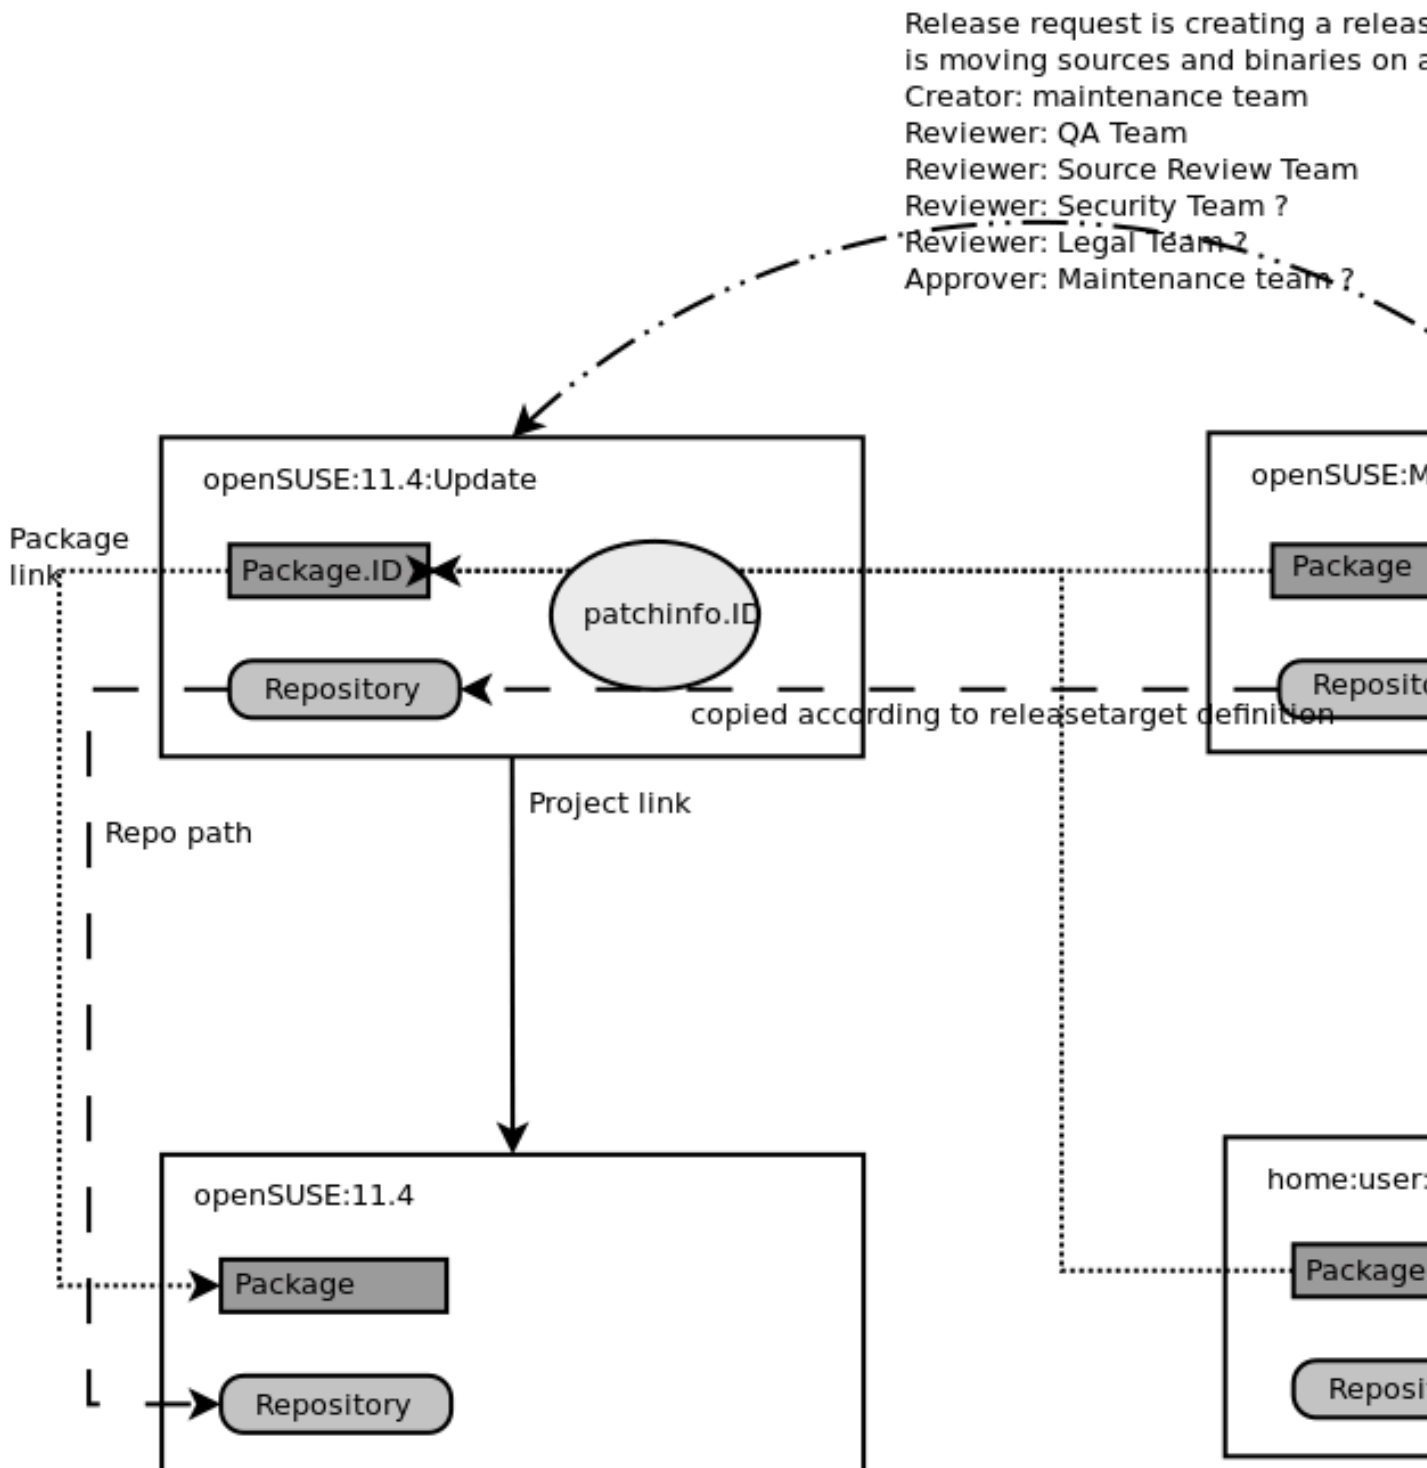 Release request is creating a releas
is moving sources and binaries on a
Creator: maintenance team
Reviewer: QA Team
Reviewer: Source Review Team
Reviewer: Security Team ?
Reviewer: Legal Team ?
Approver: Maintenance team ?
openSUSE:11.4:Update
openSUSE:M
Package
link
Package.ID
patchinfo.ID
Package
Repository
Reposito
copied according to releasetarget definition
Project link
Repo path
openSUSE:11.4
home:user:
Package
Package
Repository
Reposi